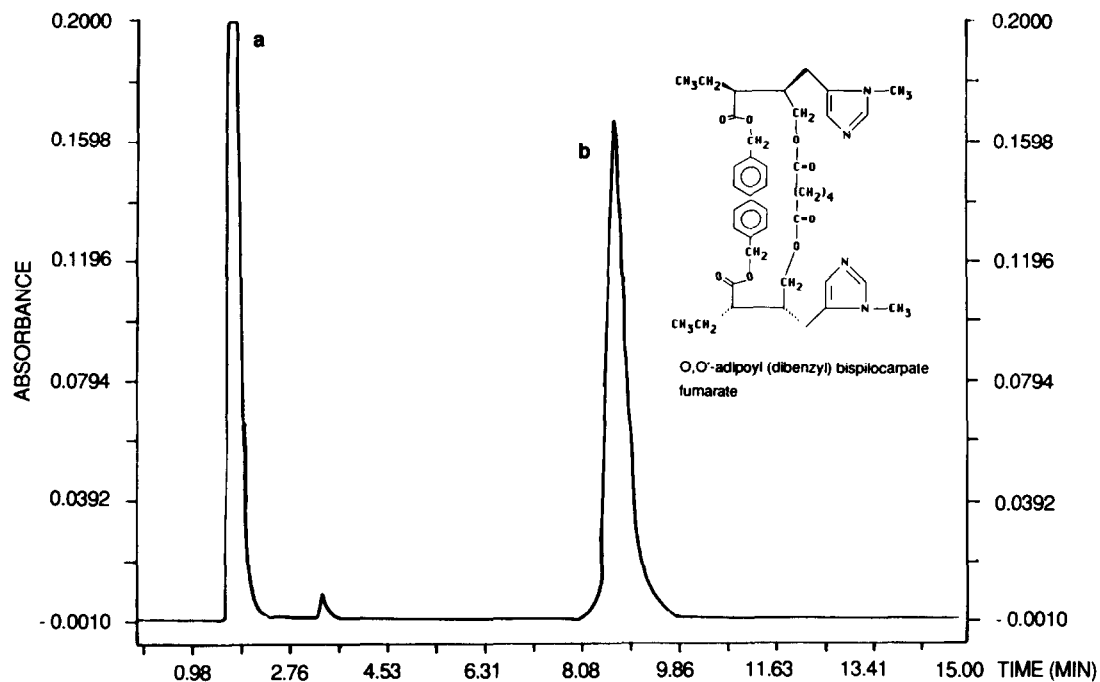 0.2000
0.1598
0.1196
0.0794
0.0392
- 0.0010
ABSORBANCE
a
b
CH3CH2
O
O
CH2
CH2
O
C=O
(CH2)4
C=O
O
CH2
CH2
O
O
CH3CH2
N
CH3
N
N
N
CH3
O,O'-adipoyl (dibenzyl) bispilocarpate
fumarate
0.2000
0.1598
0.1196
0.0794
0.0392
- 0.0010
0.98 2.76 4.53 6.31 8.08 9.86 11.63 13.41 15.00 TIME (MIN)